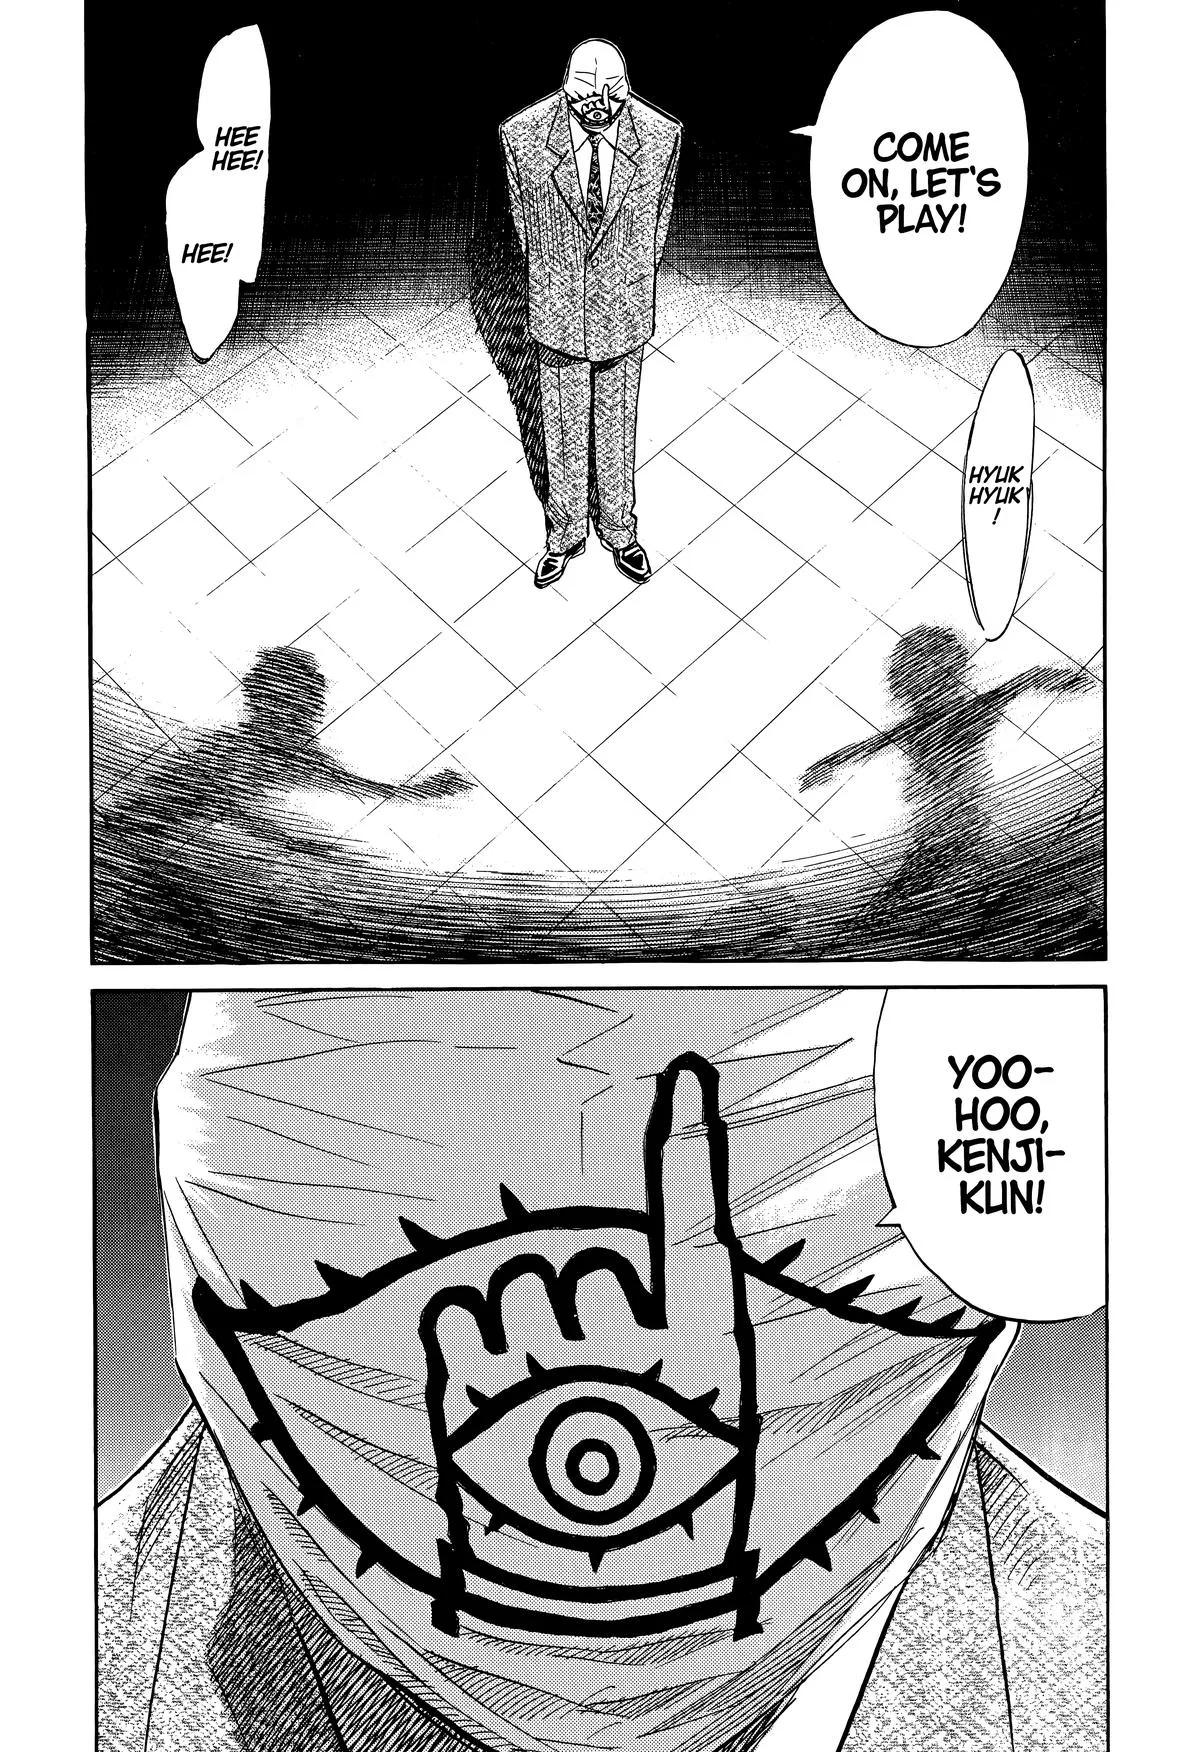 COME
ON, LET'S
PLAY!
HEE
HEE!
HEE!
HYUK
HYUK
!
YOO-
HOO,
KENJI-
KUN!